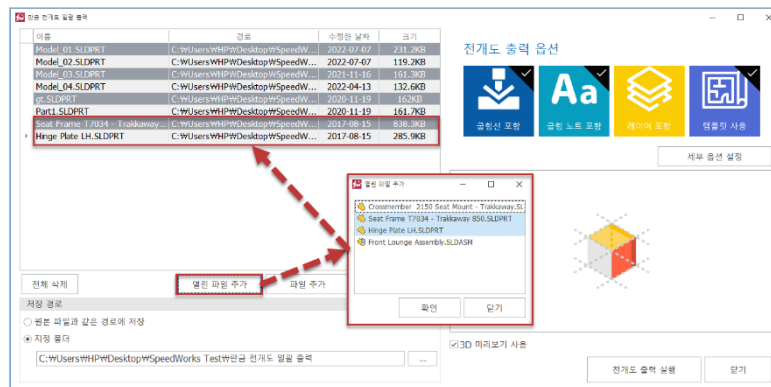 판금 전개도 일괄 출력
이름 경로 수정한 날짜 크기
Model_01.SLDPRT C:₩Users₩HP₩Desktop₩SpeedW... 2022-07-07 231.2KB
Model_02.SLDPRT C:₩Users₩HP₩Desktop₩SpeedW... 2022-07-07 119.2KB
Model_03.SLDPRT C:₩Users₩HP₩Desktop₩SpeedW... 2021-11-16 161.3KB
Model_04.SLDPRT C:₩Users₩HP₩Desktop₩SpeedW... 2022-04-13 132.6KB
gt.SLDPRT C:₩Users₩HP₩Desktop₩SpeedW... 2020-11-19 162KB
Part1.SLDPRT C:₩Users₩HP₩Desktop₩SpeedW... 2020-11-19 161.7KB
Seat Frame T7034 - Trakkaway... C:₩Users₩HP₩Desktop₩SpeedW... 2017-08-15 838.3KB
Hinge Plate LH.SLDPRT C:₩Users₩HP₩Desktop₩SpeedW... 2017-08-15 285.9KB
전체 삭제 열린 파일 추가 파일 추가
저장 경로
원본 파일과 같은 경로에 저장
지정 폴더
C:₩Users₩HP₩Desktop₩SpeedWorks Test₩판금 전개도 일괄 출력 ...
전개도 출력 옵션
Aa
굽힘선 포함 굽힘 노트 포함 레이어 포함 템플릿 사용
세부 옵션 설정
열린 파일 추가
Crossmember 2150 Seat Mount - Trakkaway.SL
Seat Frame T7034 - Trakkaway 850.SLDPRT
Hinge Plate LH.SLDPRT
Front Lounge Assembly.SLDASM
확인 닫기
3D 미리보기 사용
전개도 출력 실행 닫기